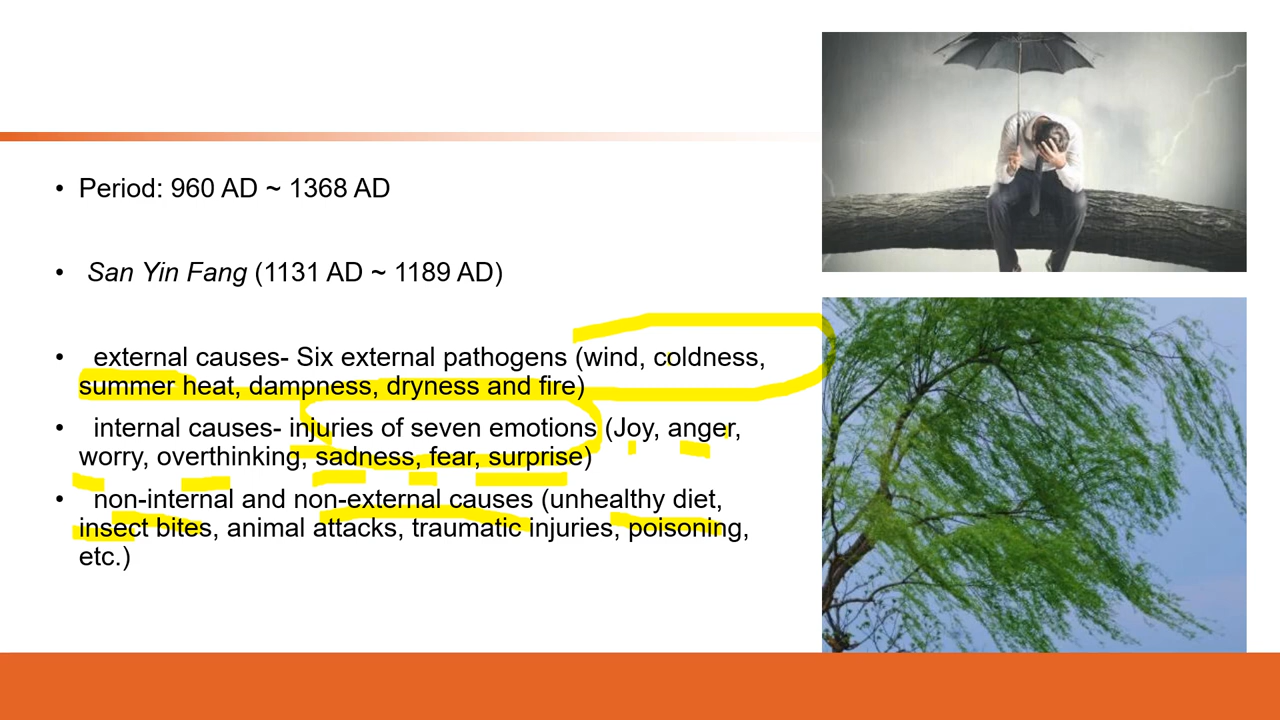 • Period: 960 AD ~ 1368 AD
• San Yin Fang (1131 AD ~ 1189 AD)
• external causes- Six external pathogens (wind, coldness,
summer heat, dampness, dryness and fire)
• internal causes- injuries of seven emotions (Joy, anger,
worry, overthinking, sadness, fear, surprise)
• non-internal and non-external causes (unhealthy diet,
insect bites, animal attacks, traumatic injuries, poisoning,
etc.)